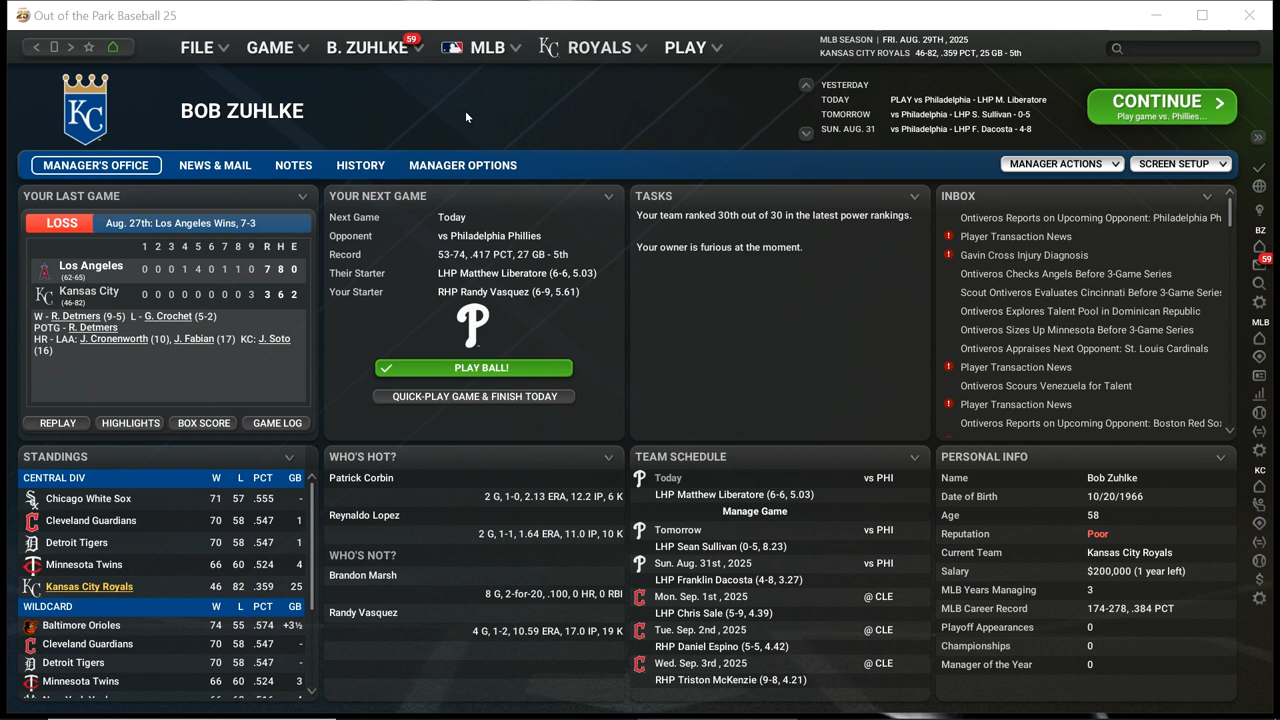 Out of the Park Baseball 25
FILE GAME B. ZUHLKE 59 MLB ROYALS PLAY
MLB SEASON | FRI. AUG. 29TH , 2025
KANSAS CITY ROYALS 46-82, .359 PCT, 25 GB - 5th
BOB ZUHLKE
YESTERDAY
TODAY PLAY vs Philadelphia - LHP M. Liberatore
TOMORROW vs Philadelphia - LHP S. Sullivan - 0-5
SUN. AUG. 31 vs Philadelphia - LHP F. Dacosta - 4-8
CONTINUE
Play game vs. Phillies...
MANAGER'S OFFICE NEWS & MAIL NOTES HISTORY MANAGER OPTIONS MANAGER ACTIONS SCREEN SETUP
YOUR LAST GAME
LOSS Aug. 27th: Los Angeles Wins, 7-3
1 2 3 4 5 6 7 8 9 R H E
Los Angeles 0 0 0 1 4 0 1 1 0 7 8 0
(62-65)
Kansas City 0 0 0 0 0 0 0 0 3 3 6 2
(46-82)
W - R. Detmers (9-5) L - G. Crochet (5-2)
POTG - R. Detmers
HR - LAA: J. Cronenworth (10), J. Fabian (17) KC: J. Soto
(16)
REPLAY HIGHLIGHTS BOX SCORE GAME LOG
YOUR NEXT GAME
Next Game Today
Opponent vs Philadelphia Phillies
Record 53-74, .417 PCT, 27 GB - 5th
Their Starter LHP Matthew Liberatore (6-6, 5.03)
Your Starter RHP Randy Vasquez (6-9, 5.61)
PLAY BALL!
QUICK-PLAY GAME & FINISH TODAY
TASKS
Your team ranked 30th out of 30 in the latest power rankings.
Your owner is furious at the moment.
INBOX
Ontiveros Reports on Upcoming Opponent: Philadelphia Ph
Player Transaction News
Gavin Cross Injury Diagnosis
Ontiveros Checks Angels Before 3-Game Series
Scout Ontiveros Evaluates Cincinnati Before 3-Game Series
Ontiveros Explores Talent Pool in Dominican Republic
Ontiveros Sizes Up Minnesota Before 3-Game Series
Ontiveros Appraises Next Opponent: St. Louis Cardinals
Player Transaction News
Ontiveros Scours Venezuela for Talent
Player Transaction News
Ontiveros Reports on Upcoming Opponent: Boston Red So
BZ
59
MLB
KC
STANDINGS
CENTRAL DIV W L PCT GB
Chicago White Sox 71 57 .555 -
Cleveland Guardians 70 58 .547 1
Detroit Tigers 70 58 .547 1
Minnesota Twins 66 60 .524 4
Kansas City Royals 46 82 .359 25
WILDCARD W L PCT GB
Baltimore Orioles 74 55 .574 +3½
Cleveland Guardians 70 58 .547 -
Detroit Tigers 70 58 .547 -
Minnesota Twins 66 60 .524 3
WHO'S HOT?
Patrick Corbin
2 G, 1-0, 2.13 ERA, 12.2 IP, 6 K
Reynaldo Lopez
2 G, 1-1, 1.64 ERA, 11.0 IP, 10 K
WHO'S NOT?
Brandon Marsh
8 G, 2-for-20, .100, 0 HR, 0 RBI
Randy Vasquez
4 G, 1-2, 10.59 ERA, 17.0 IP, 19 K
TEAM SCHEDULE
Today vs PHI
LHP Matthew Liberatore (6-6, 5.03)
Manage Game
Tomorrow vs PHI
LHP Sean Sullivan (0-5, 8.23)
Sun. Aug. 31st , 2025 vs PHI
LHP Franklin Dacosta (4-8, 3.27)
Mon. Sep. 1st , 2025 @ CLE
LHP Chris Sale (5-9, 4.39)
Tue. Sep. 2nd , 2025 @ CLE
RHP Daniel Espino (5-5, 4.42)
Wed. Sep. 3rd , 2025 @ CLE
RHP Triston McKenzie (9-8, 4.21)
PERSONAL INFO
Name Bob Zuhlke
Date of Birth 10/20/1966
Age 58
Reputation Poor
Current Team Kansas City Royals
Salary $200,000 (1 year left)
MLB Years Managing 3
MLB Career Record 174-278, .384 PCT
Playoff Appearances 0
Championships 0
Manager of the Year 0